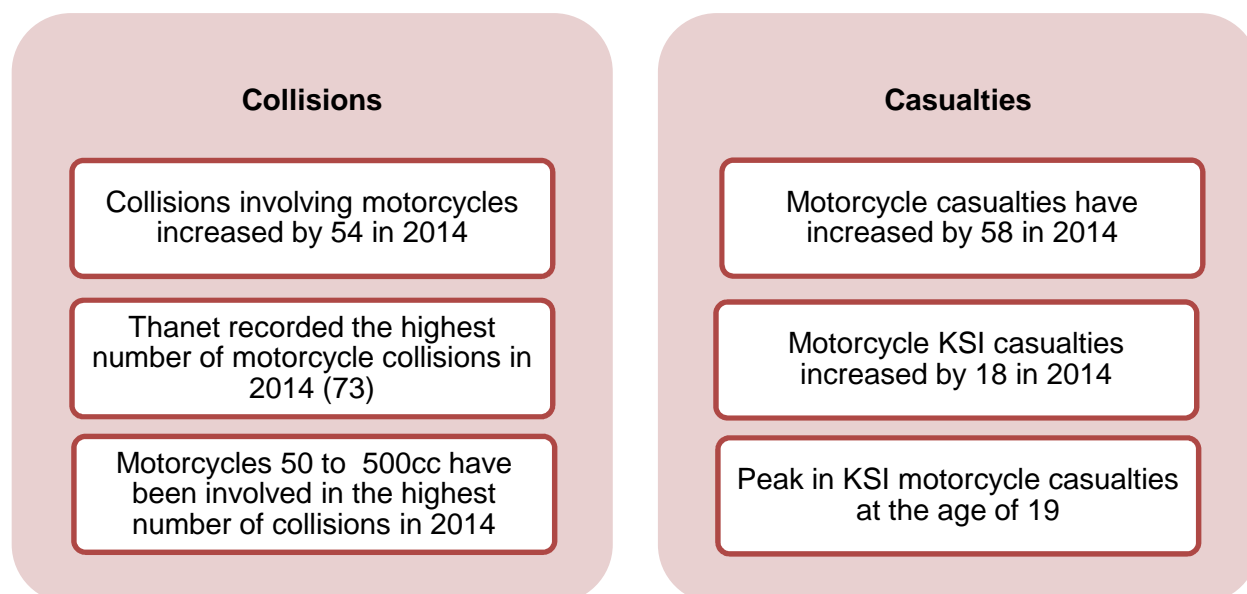 Collisions
Collisions involving motorcycles
increased by 54 in 2014
Thanet recorded the highest
number of motorcycle collisions in
2014 (73)
Motorcycles 50 to  500cc have
been involved in the highest
number of collisions in 2014
Casualties
Motorcycle casualties have
increased by 58 in 2014
Motorcycle KSI casualties
increased by 18 in 2014
Peak in KSI motorcycle casualties
at the age of 19